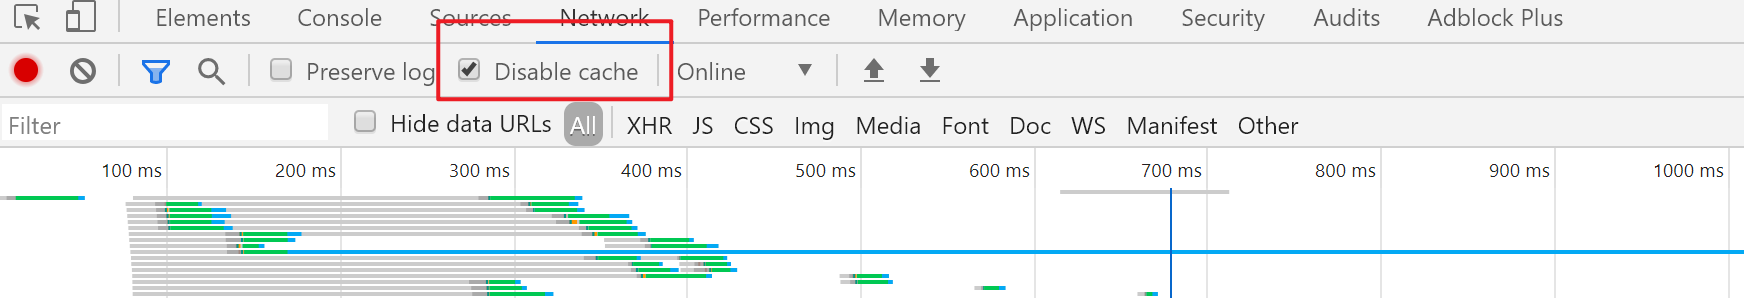 Elements Console Sources Network Performance Memory Application Security Audits Adblock Plus
Preserve log Disable cache Online
Filter Hide data URLs All XHR JS CSS Img Media Font Doc WS Manifest Other
100 ms 200 ms 300 ms 400 ms 500 ms 600 ms 700 ms 800 ms 900 ms 1000 ms